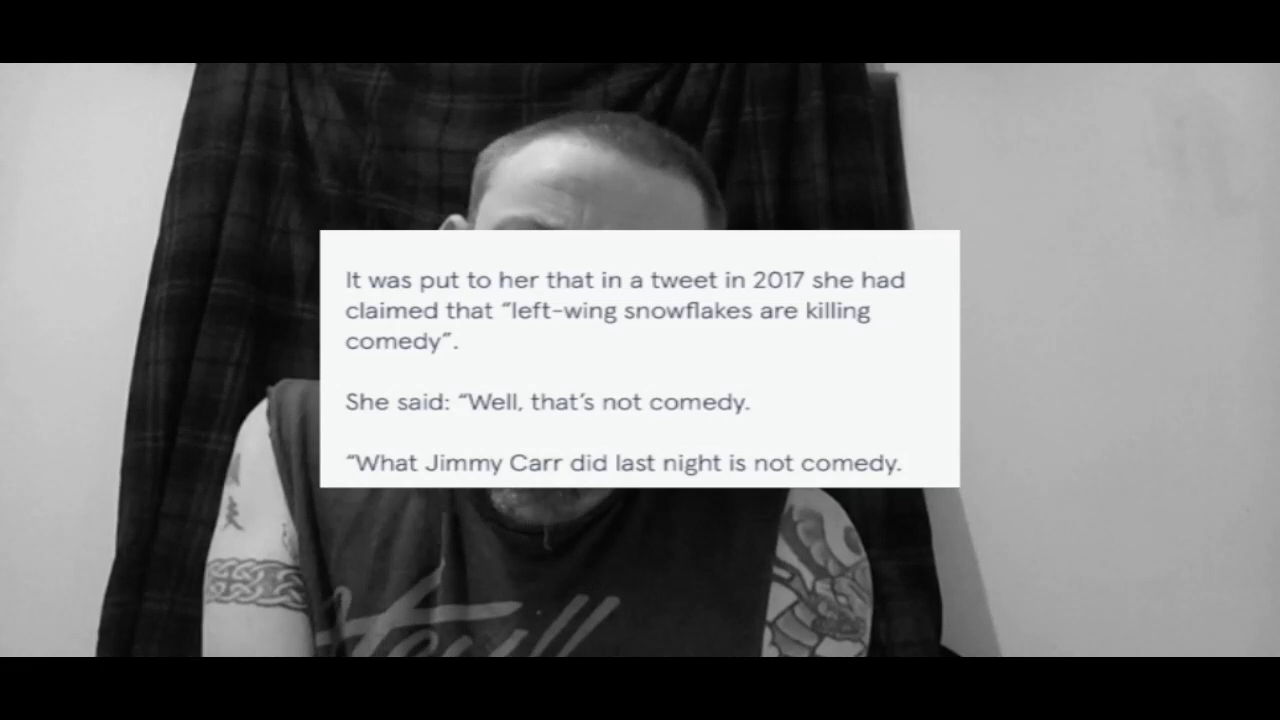 It was put to her that in a tweet in 2017 she had
claimed that “left-wing snowflakes are killing
comedy”.
She said: “Well, that’s not comedy.
“What Jimmy Carr did last night is not comedy.